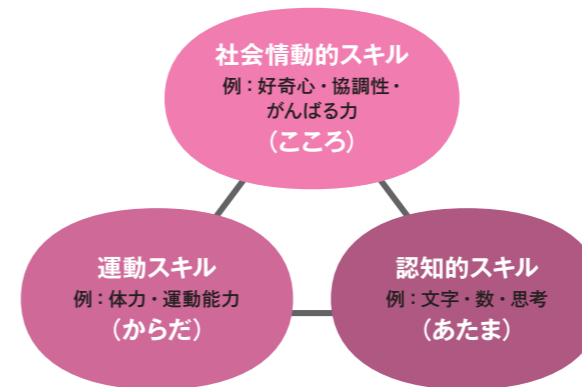 社会情動的スキル
例：好奇心・協調性・
がんばる力
（こころ）
運動スキル
例：体力・運動能力
（からだ）
認知的スキル
例：文字・数・思考
（あたま）